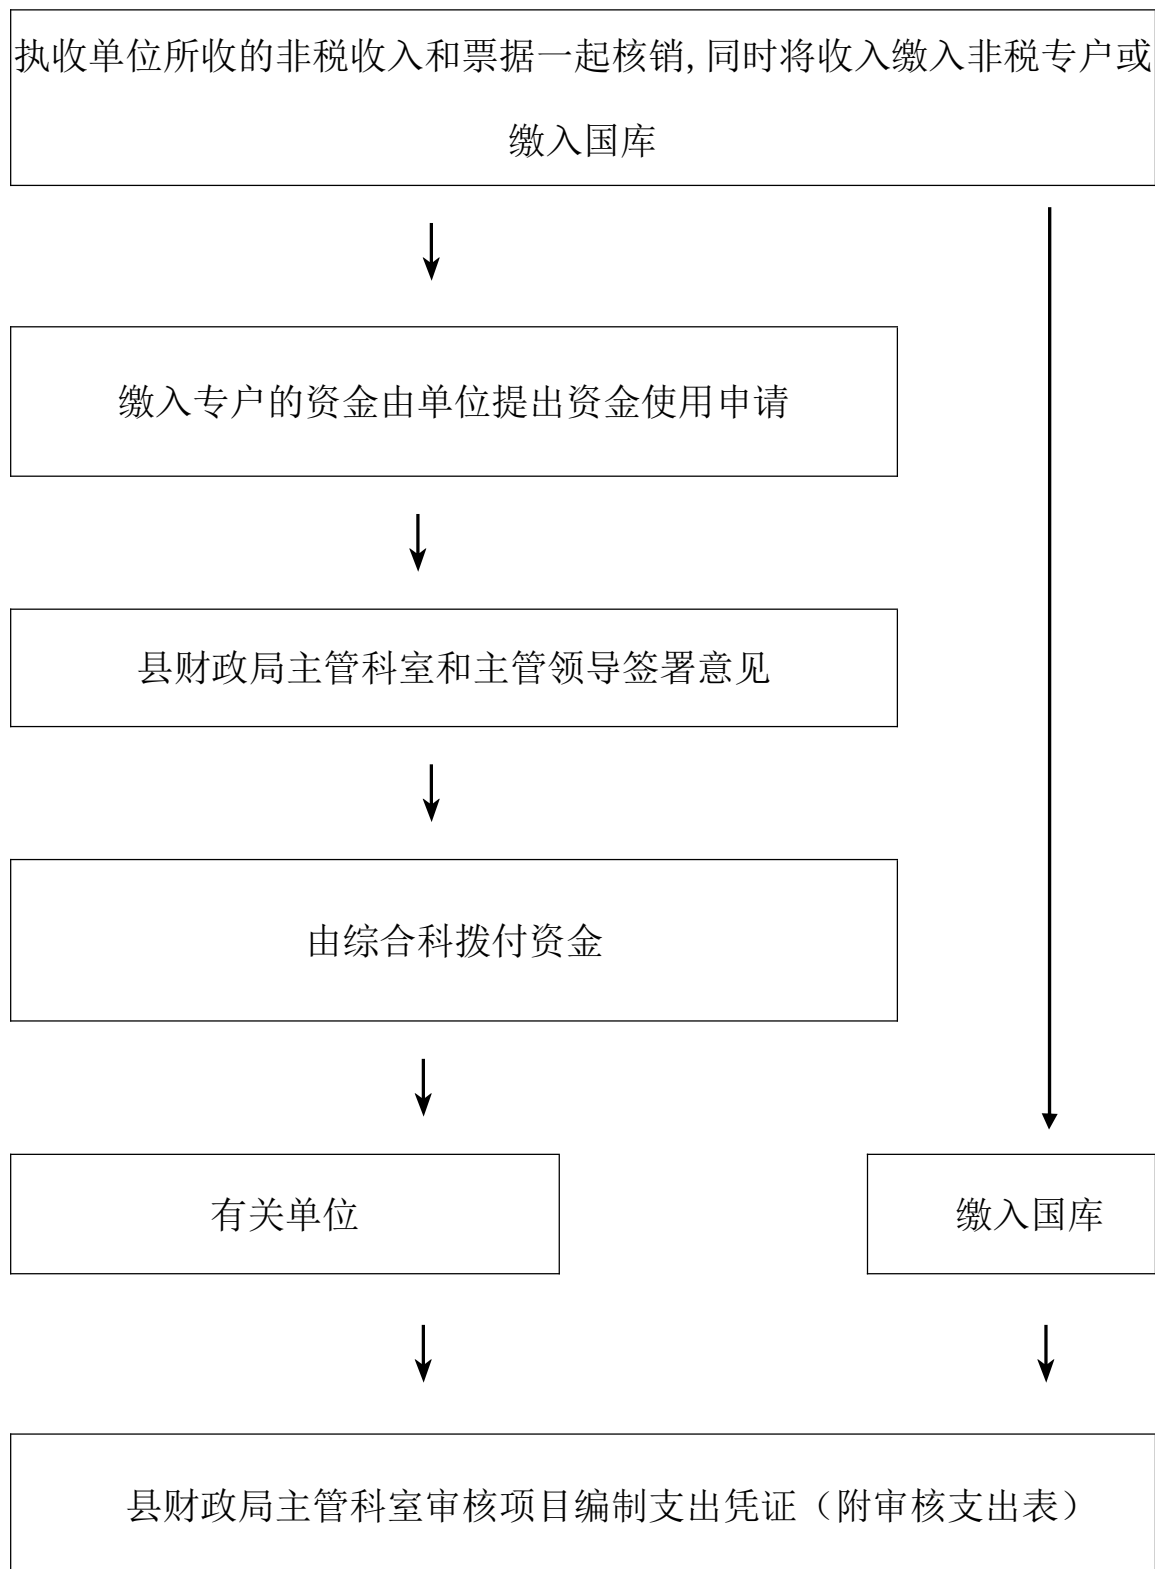 执收单位所收的非税收入和票据一起核销,同时将收入缴入非税专户或
缴入国库
缴入专户的资金由单位提出资金使用申请
县财政局主管科室和主管领导签署意见
由综合科拨付资金
有关单位
缴入国库
县财政局主管科室审核项目编制支出凭证（附审核支出表）